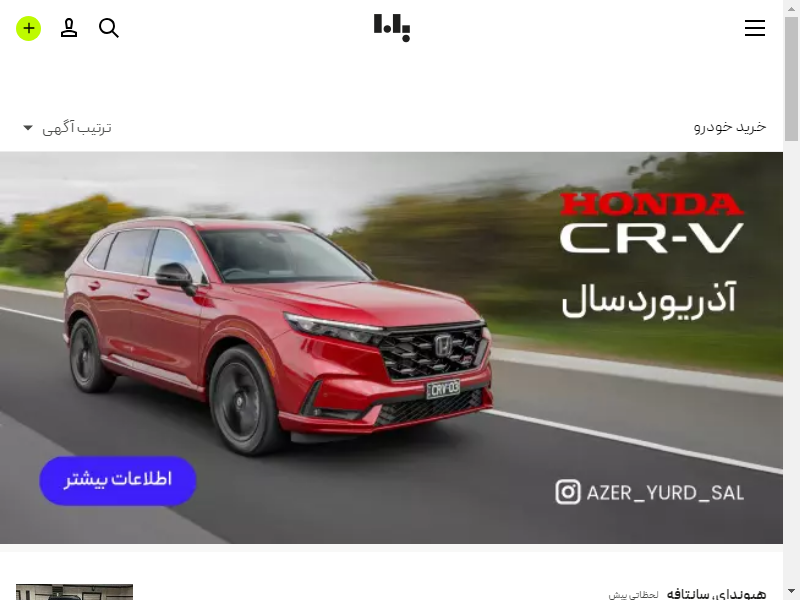 خرید خودرو
ترتیب آگهی
HONDA
CR-V
آذریوردسال
CRV·03
اطلاعات بیشتر
AZER_YURD_SAL
هیوندای سانتافه لحظاتی پیش